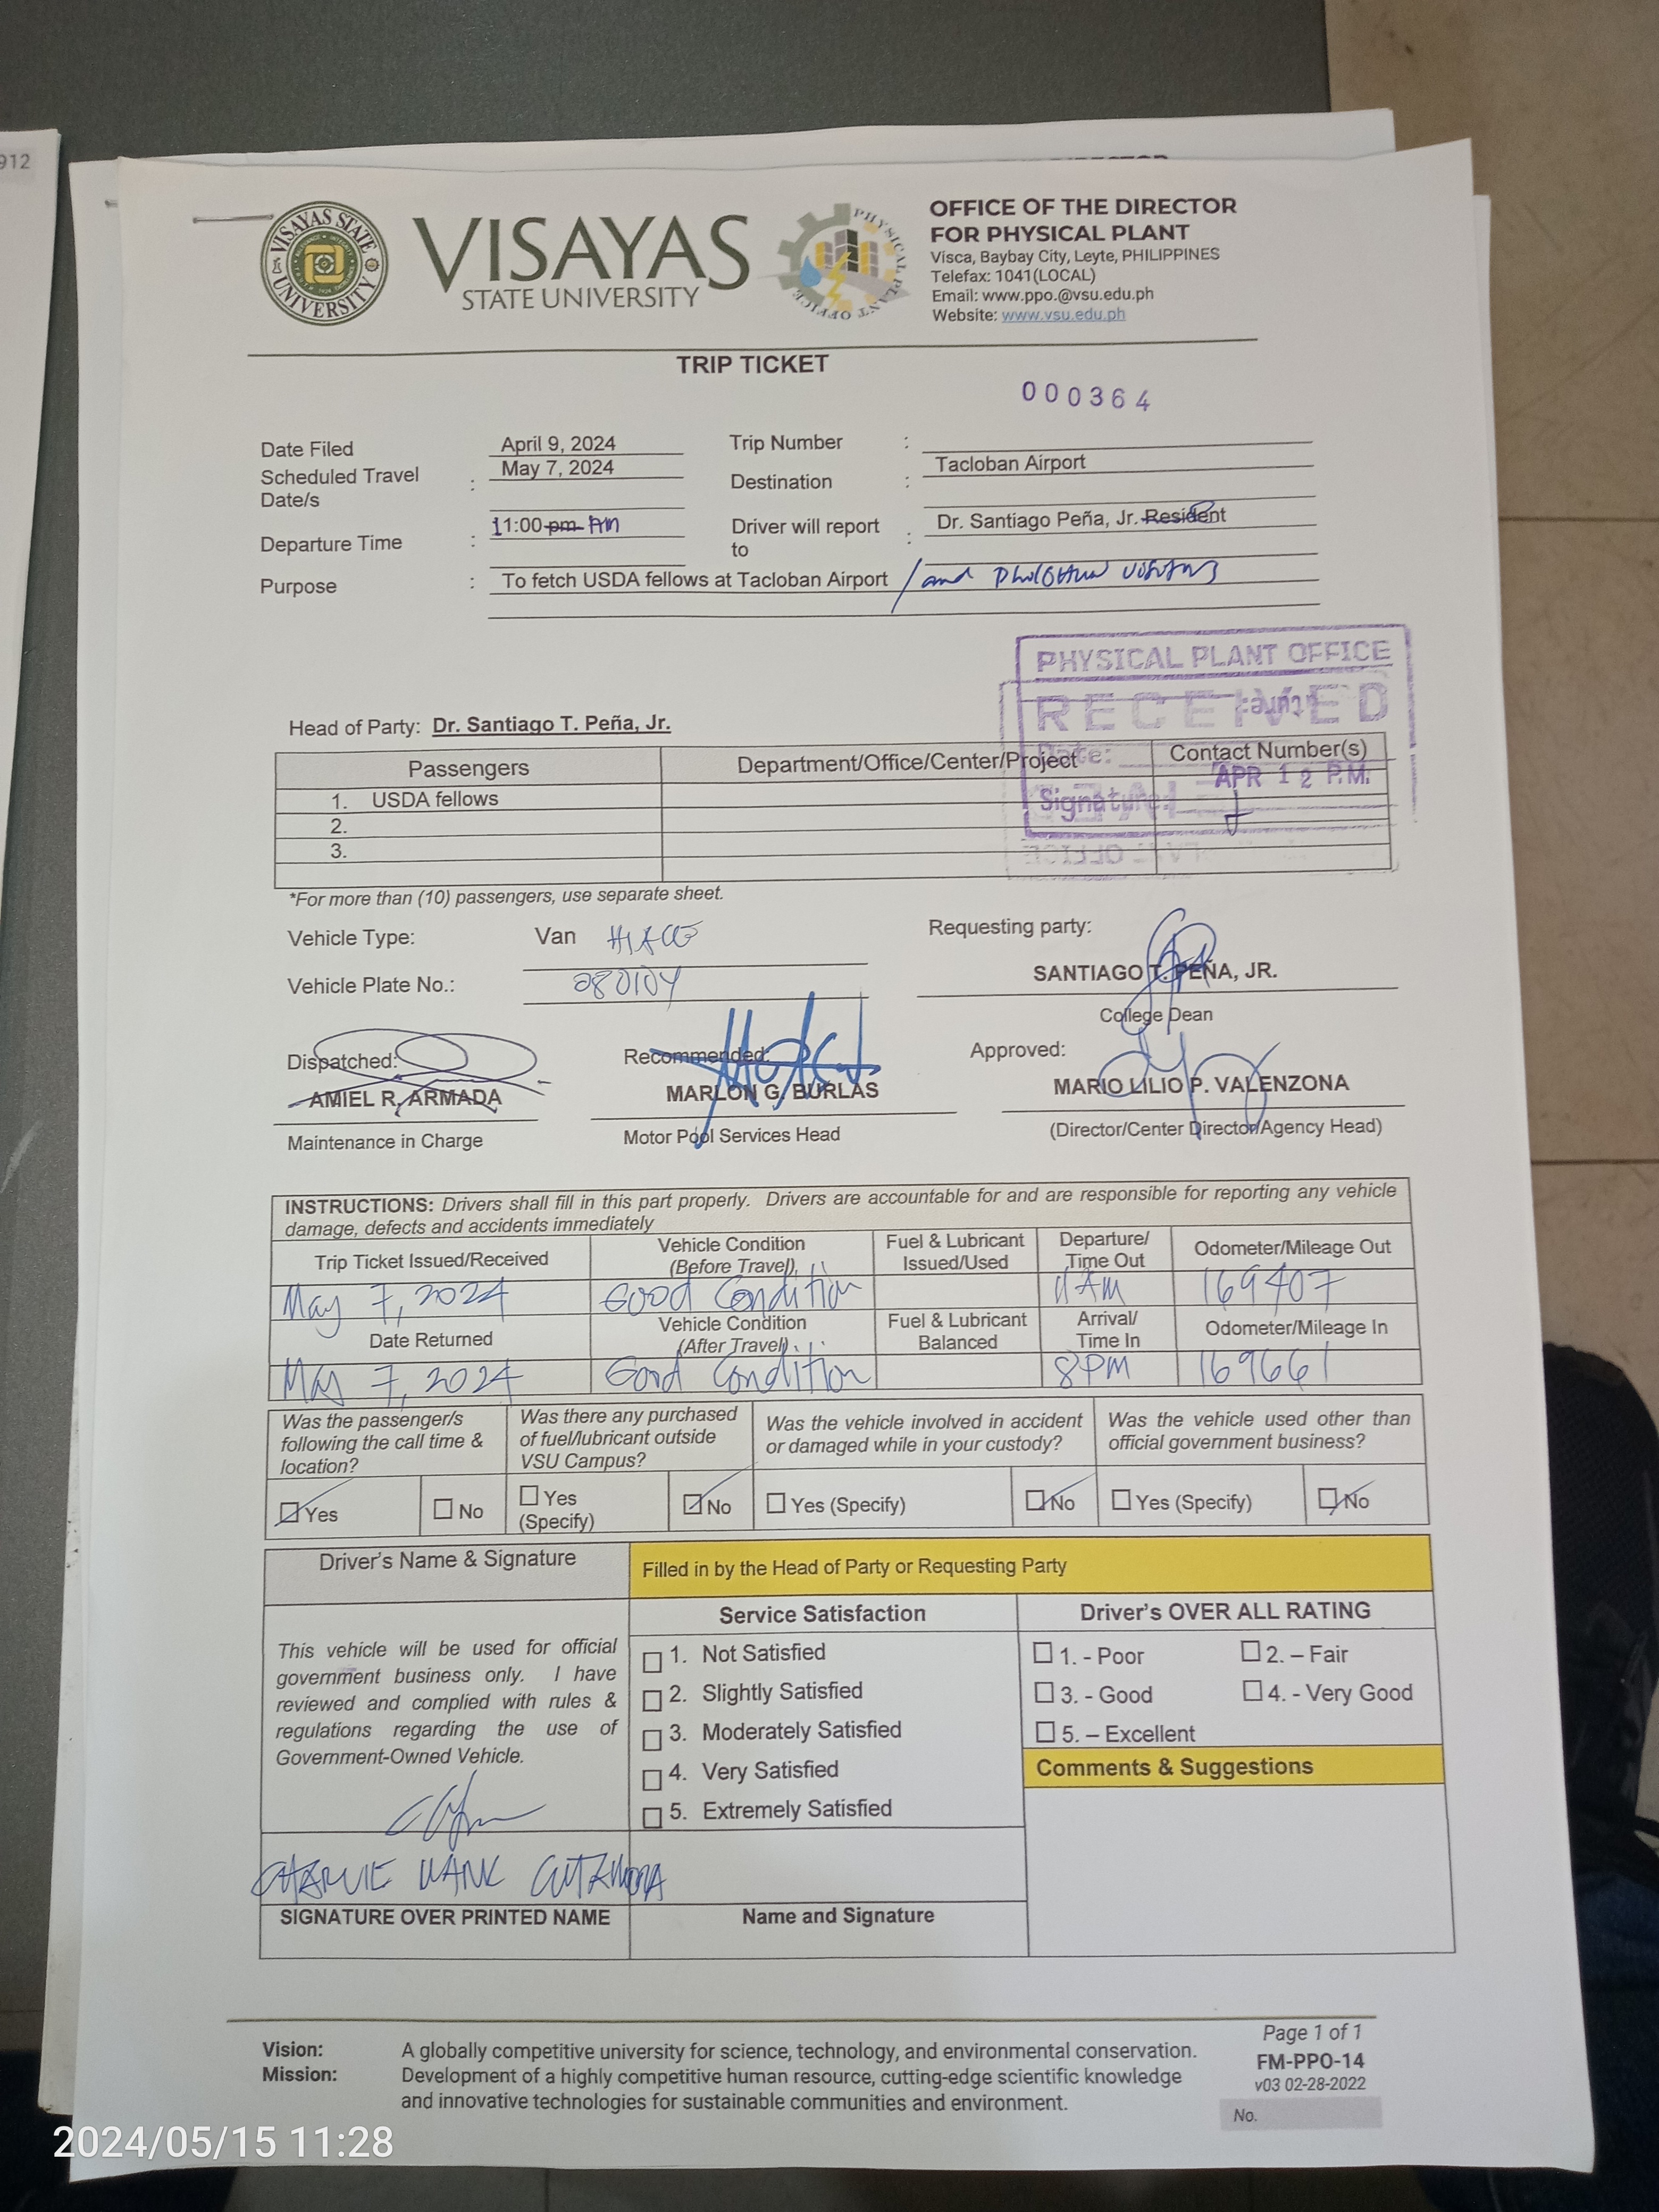 912
VISAYAS STATE UNIVERSITY
VISAYAS
STATE UNIVERSITY
PHYSICAL PLANT OFFICE
OFFICE OF THE DIRECTOR
FOR PHYSICAL PLANT
Visca, Baybay City, Leyte, PHILIPPINES
Telefax: 1041(LOCAL)
Email: www.ppo.@vsu.edu.ph
Website: www.vsu.edu.ph
TRIP TICKET
000364
Date Filed April 9, 2024 Trip Number :
Scheduled Travel Date/s : May 7, 2024 Destination : Tacloban Airport
Departure Time : 11:00 pm AM Driver will report to : Dr. Santiago Peña, Jr. Resident
Purpose : To fetch USDA fellows at Tacloban Airport / and
PHYSICAL PLANT OFFICE
RECEIVED
Date: APR 12 P.M.
Signature:
Head of Party: Dr. Santiago T. Peña, Jr.
Passengers Department/Office/Center/Project Contact Number(s)
1. USDA fellows
2.
3.
*For more than (10) passengers, use separate sheet.
Vehicle Type: Van HIACE
Requesting party:
SANTIAGO T. PEÑA, JR.
College Dean
Vehicle Plate No.:
Dispatched: Recommended: Approved:
AMIEL R. ARMADA MARLON G. BURLAS MARIO LILIO P. VALENZONA
Maintenance in Charge Motor Pool Services Head (Director/Center Director/Agency Head)
INSTRUCTIONS: Drivers shall fill in this part properly. Drivers are accountable for and are responsible for reporting any vehicle
damage, defects and accidents immediately
Trip Ticket Issued/Received Vehicle Condition (Before Travel) Fuel & Lubricant Issued/Used Departure/ Time Out Odometer/Mileage Out
May 7, 2024 Good Condition 11AM 169407
Date Returned Vehicle Condition (After Travel) Fuel & Lubricant Balanced Arrival/ Time In Odometer/Mileage In
May 7, 2024 Good Condition 8PM 169661
Was the passenger/s following the call time & location? Was there any purchased of fuel/lubricant outside VSU Campus? Was the vehicle involved in accident or damaged while in your custody? Was the vehicle used other than official government business?
Yes No Yes (Specify) No Yes (Specify) No Yes (Specify) No
Driver's Name & Signature
Filled in by the Head of Party or Requesting Party
Service Satisfaction
Driver's OVER ALL RATING
This vehicle will be used for official
government business only. I have
reviewed and complied with rules &
regulations regarding the use of
Government-Owned Vehicle.
1. Not Satisfied
2. Slightly Satisfied
3. Moderately Satisfied
4. Very Satisfied
5. Extremely Satisfied
1. - Poor 2. – Fair
3. - Good 4. - Very Good
5. – Excellent
Comments & Suggestions
SIGNATURE OVER PRINTED NAME
Name and Signature
Vision: A globally competitive university for science, technology, and environmental conservation.
Mission: Development of a highly competitive human resource, cutting-edge scientific knowledge
and innovative technologies for sustainable communities and environment.
Page 1 of 1
FM-PPO-14
v03 02-28-2022
No.
2024/05/15 11:28